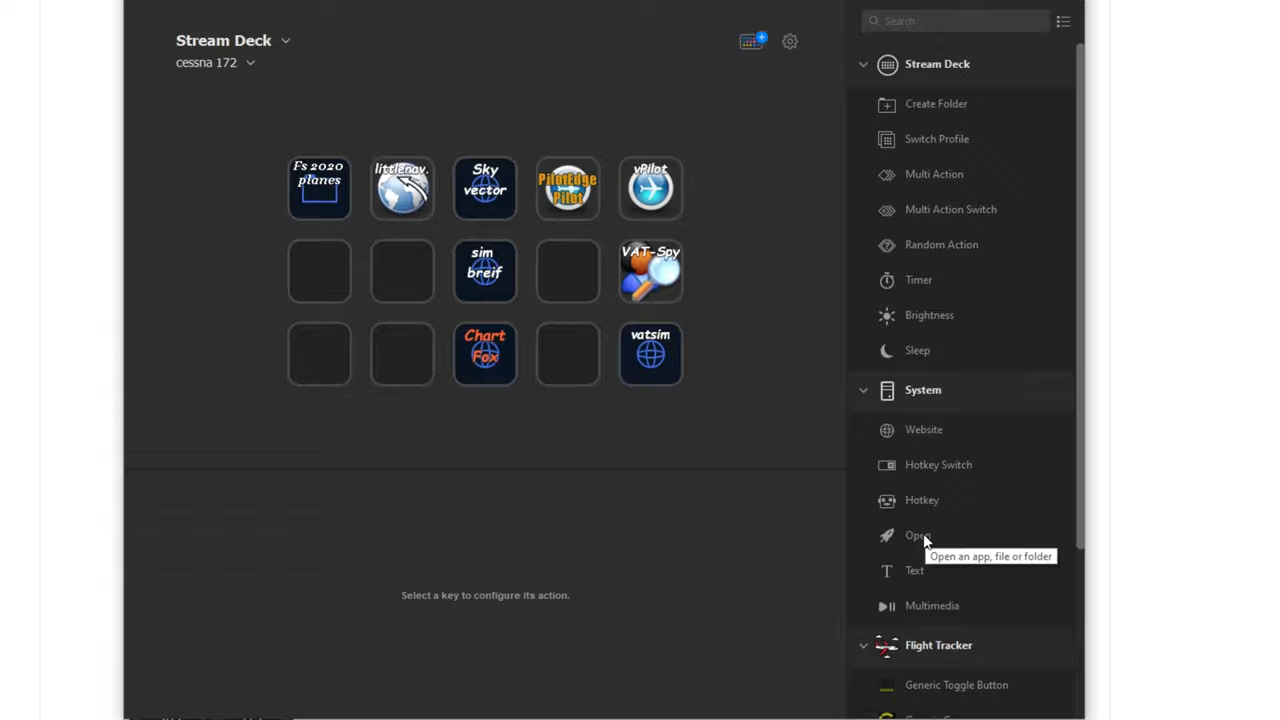 Stream Deck
cessna 172
Fs 2020
planes
littlenav.
Sky
vector
PilotEdge
Pilot
vPilot
sim
breif
VAT-Spy
Chart
Fox
vatsim
Select a key to configure its action.
Search
Stream Deck
Create Folder
Switch Profile
Multi Action
Multi Action Switch
Random Action
Timer
Brightness
Sleep
System
Website
Hotkey Switch
Hotkey
Open
Open an app, file or folder
Text
Multimedia
Flight Tracker
Generic Toggle Button